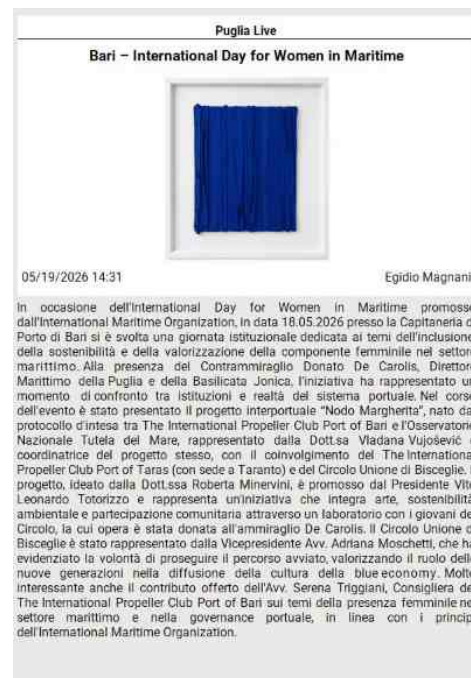 Puglia Live
Bari – International Day for Women in Maritime
05/19/2026 14:31
Egidio Magnani
In occasione dell'International Day for Women in Maritime promosso
dall'International Maritime Organization, in data 18.05.2026 presso la Capitaneria d
Porto di Bari si è svolta una giornata istituzionale dedicata ai temi dell'inclusione
della sostenibilità e della valorizzazione della componente femminile nel settore
marittimo. Alla presenza del Contrammiraglio Donato De Carolis, Direttore
Marittimo della Puglia e della Basilicata Jonica, l'iniziativa ha rappresentato un
momento di confronto tra istituzioni e realtà del sistema portuale. Nel corso
dell'evento è stato presentato il progetto interportuale “Nodo Margherita”, nato da
protocollo d'intesa tra The International Propeller Club Port of Bari e l'Osservatorio
Nazionale Tutela del Mare, rappresentato dalla Dott.sa Vladana Vujošević e
coordinatrice del progetto stesso, con il coinvolgimento del The International
Propeller Club Port of Taras (con sede a Taranto) e del Circolo Unione di Bisceglie. I
progetto, ideato dalla Dott.ssa Roberta Minervini, è promosso dal Presidente Vito
Leonardo Totorizzo e rappresenta un'iniziativa che integra arte, sostenibilità
ambientale e partecipazione comunitaria attraverso un laboratorio con i giovani de
Circolo, la cui opera è stata donata all'ammiraglio De Carolis. Il Circolo Unione d
Bisceglie è stato rappresentato dalla Vicepresidente Avv. Adriana Moschetti, che ha
evidenziato la volontà di proseguire il percorso avviato, valorizzando il ruolo delle
nuove generazioni nella diffusione della cultura della blue economy. Molto
interessante anche il contributo offerto dell'Avv. Serena Triggiani, Consigliera de
The International Propeller Club Port of Bari sui temi della presenza femminile ne
settore marittimo e nella governance portuale, in linea con i princip
dell'International Maritime Organization.